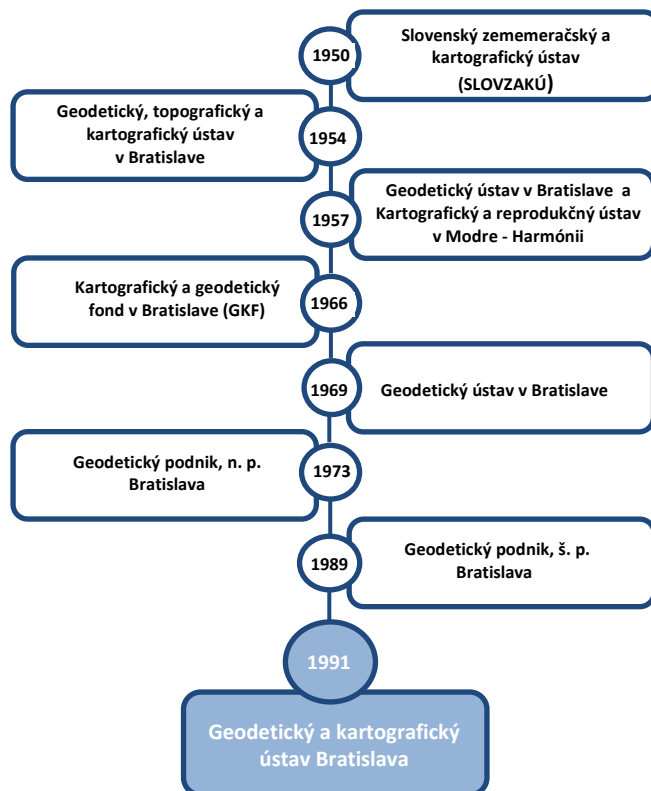 1950
Slovenský zememeračský a
kartografický ústav
(SLOVZAKÚ)
Geodetický, topografický a
kartografický ústav
v Bratislave
1954
1957
Geodetický ústav v Bratislave a
Kartografický a reprodukčný ústav
v Modre - Harmónii
Kartografický a geodetický
fond v Bratislave (GKF)
1966
1969
Geodetický ústav v Bratislave
Geodetický podnik, n. p.
Bratislava
1973
1989
Geodetický podnik, š. p.
Bratislava
1991
Geodetický a kartografický
ústav Bratislava